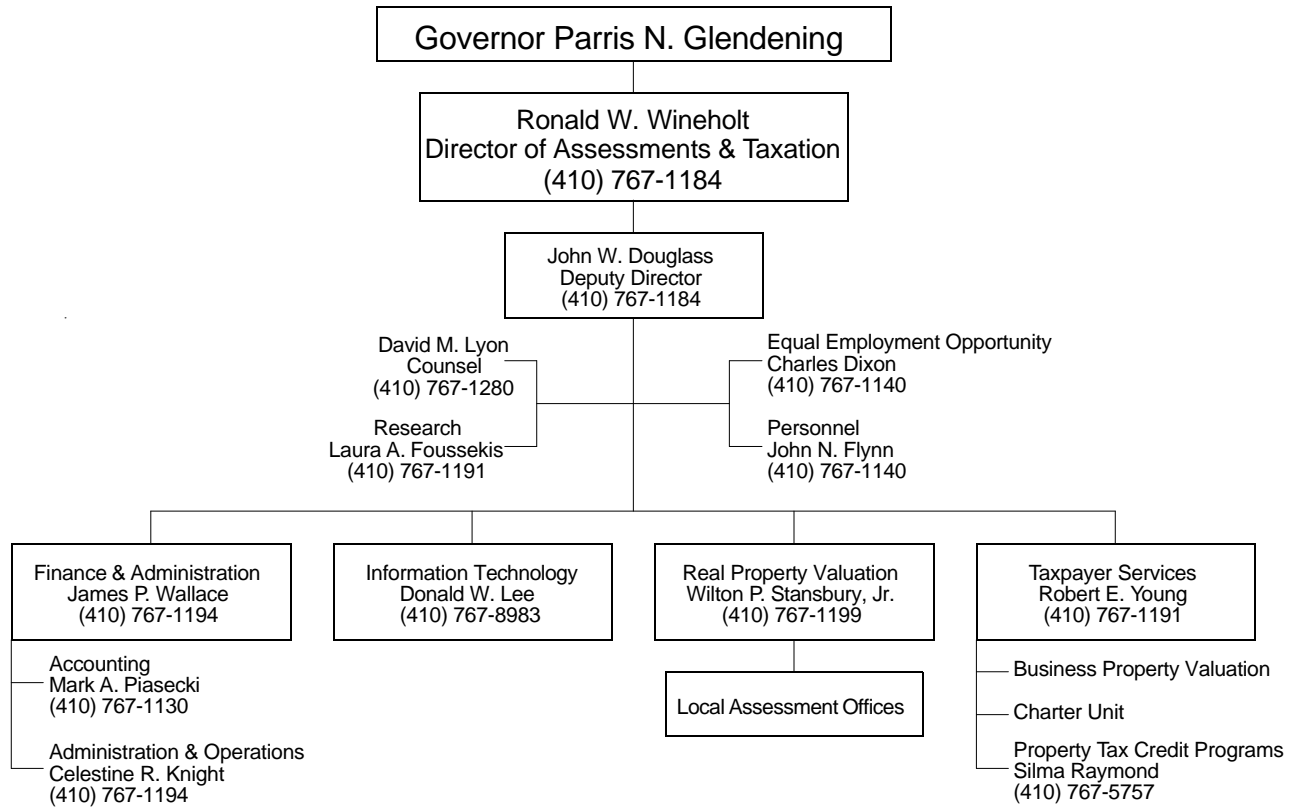 Governor Parris N. Glendening
Ronald W. Wineholt
Director of Assessments & Taxation
(410) 767-1184
John W. Douglass
Deputy Director
(410) 767-1184
David M. Lyon
Counsel
(410) 767-1280
Equal Employment Opportunity
Charles Dixon
(410) 767-1140
Research
Laura A. Foussekis
(410) 767-1191
Personnel
John N. Flynn
(410) 767-1140
Finance & Administration
James P. Wallace
(410) 767-1194
Accounting
Mark A. Piasecki
(410) 767-1130
Administration & Operations
Celestine R. Knight
(410) 767-1194
Information Technology
Donald W. Lee
(410) 767-8983
Real Property Valuation
Wilton P. Stansbury, Jr.
(410) 767-1199
Local Assessment Offices
Taxpayer Services
Robert E. Young
(410) 767-1191
Business Property Valuation
Charter Unit
Property Tax Credit Programs
Silma Raymond
(410) 767-5757